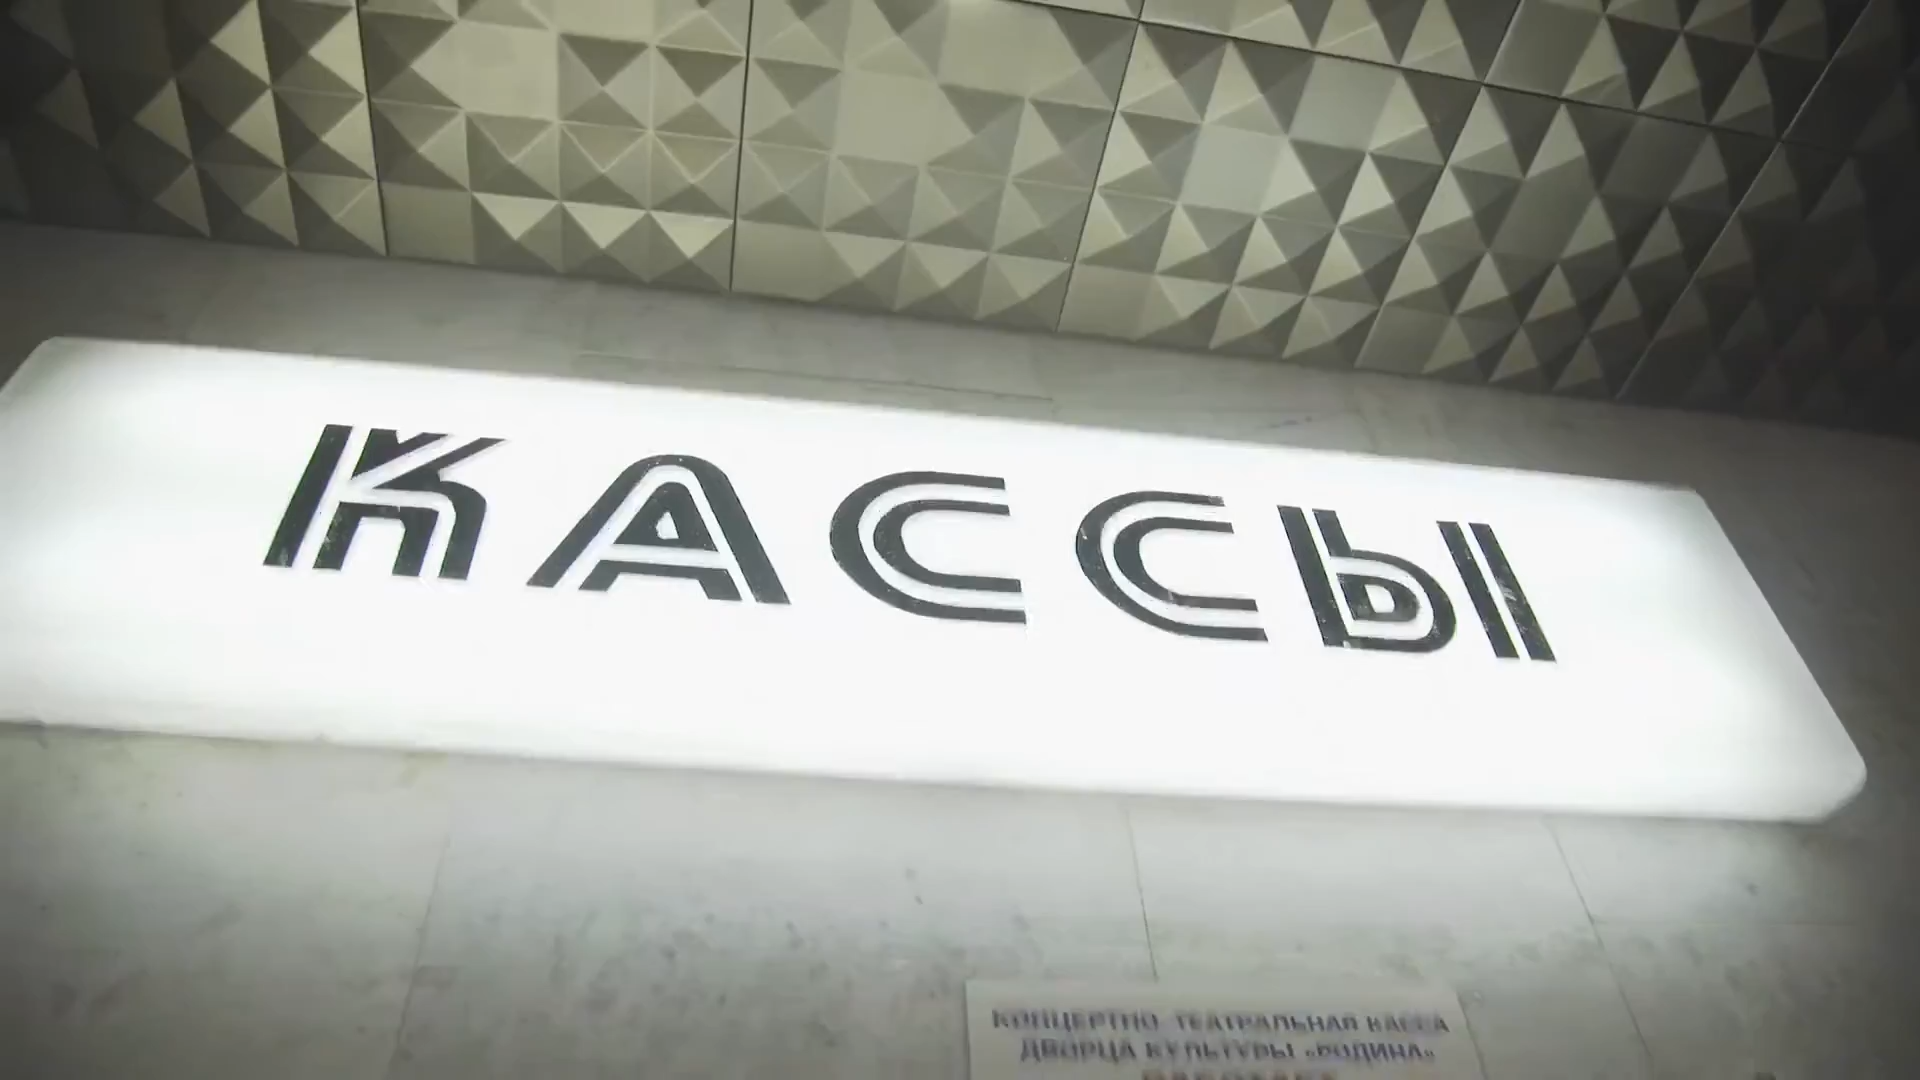 КАССЫ
КОНЦЕРТНО-ТЕАТРАЛЬНАЯ КАССА
ДВОРЦА КУЛЬТУРЫ «РОДИНА»